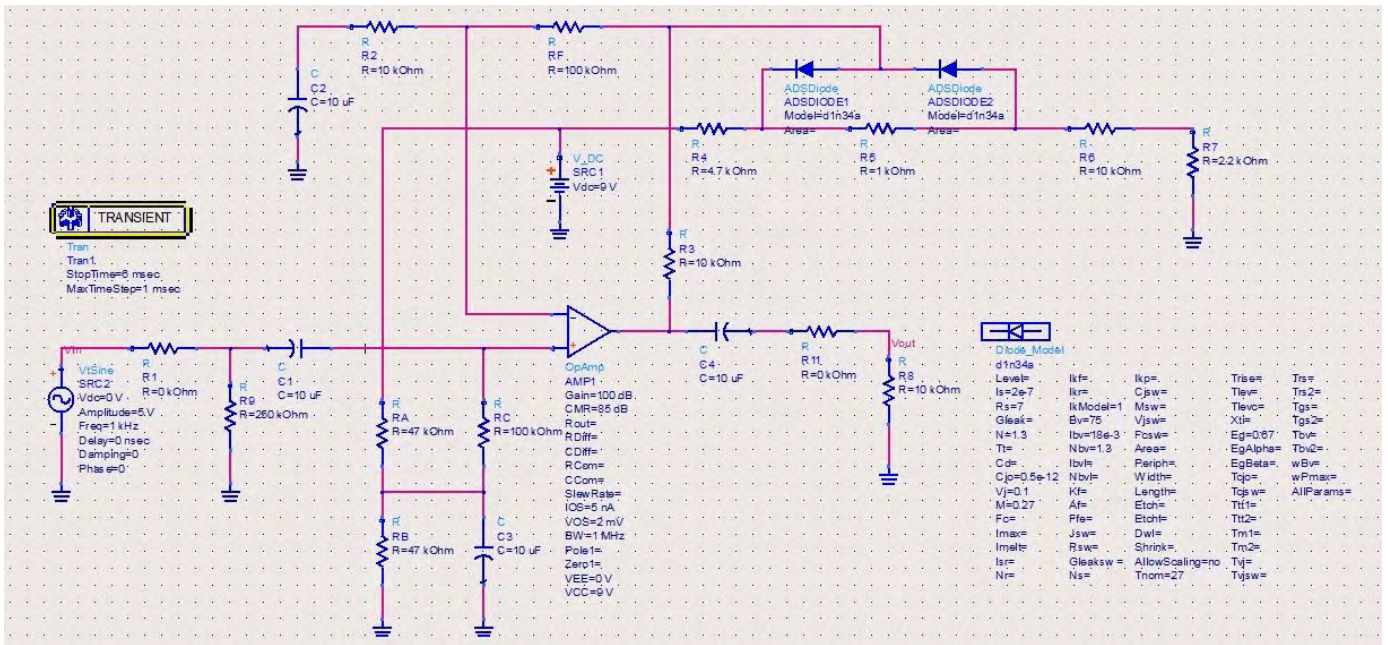 R
R2
R=10 kOhm
R
RF
R=100 kOhm
C
C2
C=10 uF
ADSDiode
ADSDIODE1
Model=d1n34a
Area=
ADSDiode
ADSDIODE2
Model=d1n34a
Area=
V_DC
SRC1
Vdc=9 V
R
R4
R=4.7 kOhm
R
R5
R=1 kOhm
R
R6
R=10 kOhm
R
R7
R=2.2 kOhm
TRANSIENT
Tran
Tran1
StopTime=6 msec
MaxTimeStep=1 msec
R
R3
R=10 kOhm
Vin
VtSine
SRC2
Vdc=0 V
Amplitude=5 V
Freq=1 kHz
Delay=0 nsec
Damping=0
Phase=0
R
R1
R=0 kOhm
R
R9
R=250 kOhm
C
C1
C=10 uF
R
RA
R=47 kOhm
R
RC
R=100 kOhm
R
RB
R=47 kOhm
C
C3
C=10 uF
OpAmp
AMP1
Gain=100 dB
CMR=85 dB
Rout=
RDiff=
CDiff=
RCom=
CCom=
SlewRate=
IOS=5 nA
VOS=2 mV
BW=1 MHz
Pole1=
Zero1=
VEE=0 V
VCC=9 V
C
C4
C=10 uF
R
R11
R=0 kOhm
Vout
R
R8
R=10 kOhm
Diode_Model
d1n34a
Level=
Is=2e-7
Rs=7
Gleak=
N=1.3
Tt=
Cd=
Cjo=0.5e-12
Vj=0.1
M=0.27
Fc=
Imax=
Imelt=
Isr=
Nr=
Ikf=
Ikr=
IkModel=1
Bv=75
Ibv=18e-3
Nbv=1.3
Ibvl=
Nbvl=
Kf=
Af=
Ffe=
Jsw=
Rsw=
Gleaksw=
Ns=
Ikp=
Cjsw=
Msw=
Vjsw=
Fcsw=
Area=
Periph=
Width=
Length=
Etch=
Etchl=
Dwl=
Shrink=
AllowScaling=no
Tnom=27
Trise=
Tlev=
Tlevc=
Xti=
Eg=0.67
EgAlpha=
EgBeta=
Tcjo=
Tcjsw=
Ttt1=
Ttt2=
Tm1=
Tm2=
Tvj=
Tvjsw=
Trs=
Trs2=
Tgs=
Tgs2=
Tbv=
Tbv2=
wBv=
wPmax=
AllParams=